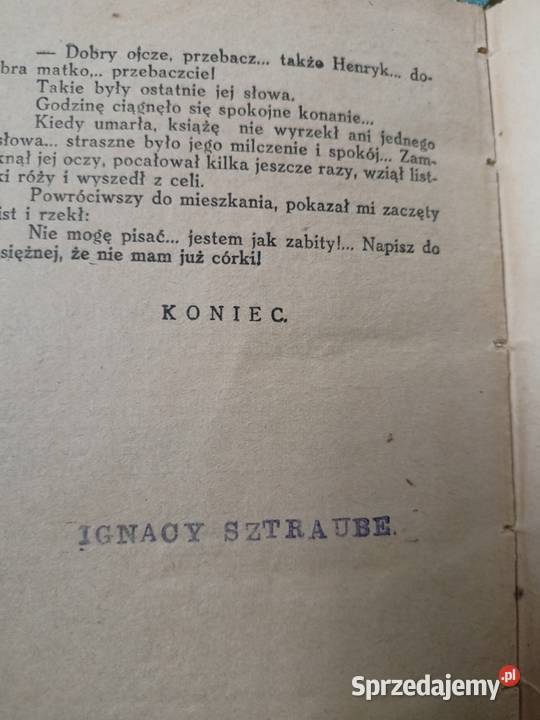 — Dobry ojcze, przebacz... także Henryk... do-
bra matko,.. przebaczcie!
Takie były ostatnie jej słowa.
Godzinę ciągnęło się spokojne konanie...
Kiedy umarła, książę nie wyrzekł ani jednego
słowa... straszne było jego milczenie i spokój... Zam-
knął jej oczy, pocałował kilka jeszcze razy, wziął list-
ki róży i wyszedł z celi.
Powróciwszy do mieszkania, pokazał mi zaczęty
ist i rzekł:
Nie mogę pisać... jestem jak zabity!... Napisz do
siężnej, że nie mam już córki!
KONIEC.
IGNACY SZTRAUBE.
Sprzedajemy.pl